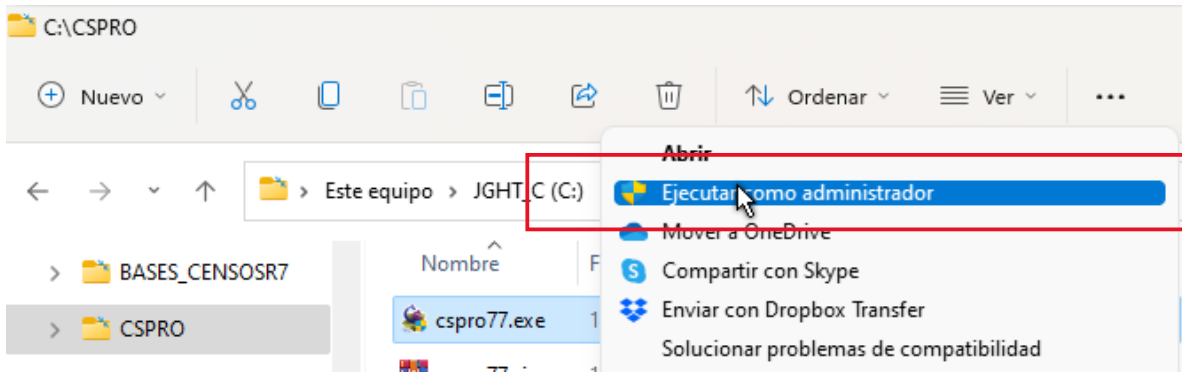 C:\CSPRO
Nuevo
Ordenar
Ver
Abrir
Este equipo > JGHT_C (C:)
Ejecutar como administrador
Mover a OneDrive
BASES_CENSOSR7
Nombre
F
Compartir con Skype
CSPRO
cspro77.exe
1
Enviar con Dropbox Transfer
Solucionar problemas de compatibilidad